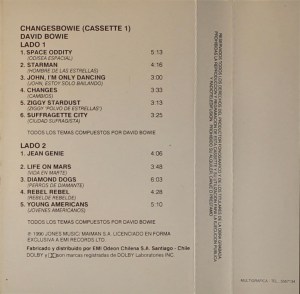 CHANGESBOWIE (CASSETTE 1)
DAVID BOWIE
LADO 1
1. SPACE ODDITY 5:13
(ODISEA ESPACIAL)
2. STARMAN 4:16
(HOMBRE DE LAS ESTRELLAS)
3. JOHN, I'M ONLY DANCING 3:00
(JOHN, ESTOY SOLO BAILANDO)
4. CHANGES 3:33
(CAMBIOS)
5. ZIGGY STARDUST 3:13
(ZIGGY "POLVO DE ESTRELLAS")
6. SUFFRAGETTE CITY 3:25
(CIUDAD SUFRAGISTA)
TODOS LOS TEMAS COMPUESTOS POR DAVID BOWIE
LADO 2
1. JEAN GENIE 4:06
2. LIFE ON MARS 3:48
(VIDA EN MARTE)
3. DIAMOND DOGS 6:03
(PERROS DE DIAMANTE)
4. REBEL REBEL 4:28
(REBELDE REBELDE)
5. YOUNG AMERICANS 5:10
(JOVENES AMERICANOS)
TODOS LOS TEMAS COMPUESTOS POR DAVID BOWIE
℗ 1990 JONES MUSIC/ MAIMAN S.A. LICENCIADO EN FORMA
EXCLUSIVA A EMI RECORDS LTD.
Fabricado y distribuido por EMI Odeon Chilena S.A. Santiago - Chile
DOLBY y son marcas registradas de DOLBY Laboratories INC.